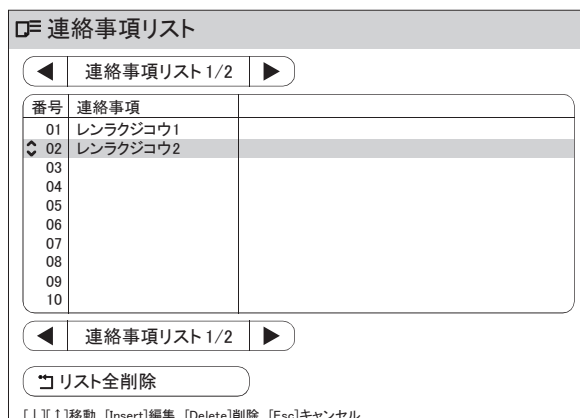 連絡事項リスト
連絡事項リスト 1/2
番号 連絡事項
01 レンラクジコウ1
02 レンラクジコウ2
03
04
05
06
07
08
09
10
連絡事項リスト 1/2
リスト全削除
[↓][↑]移動 [Insert]編集 [Delete]削除 [Esc]キャンセル